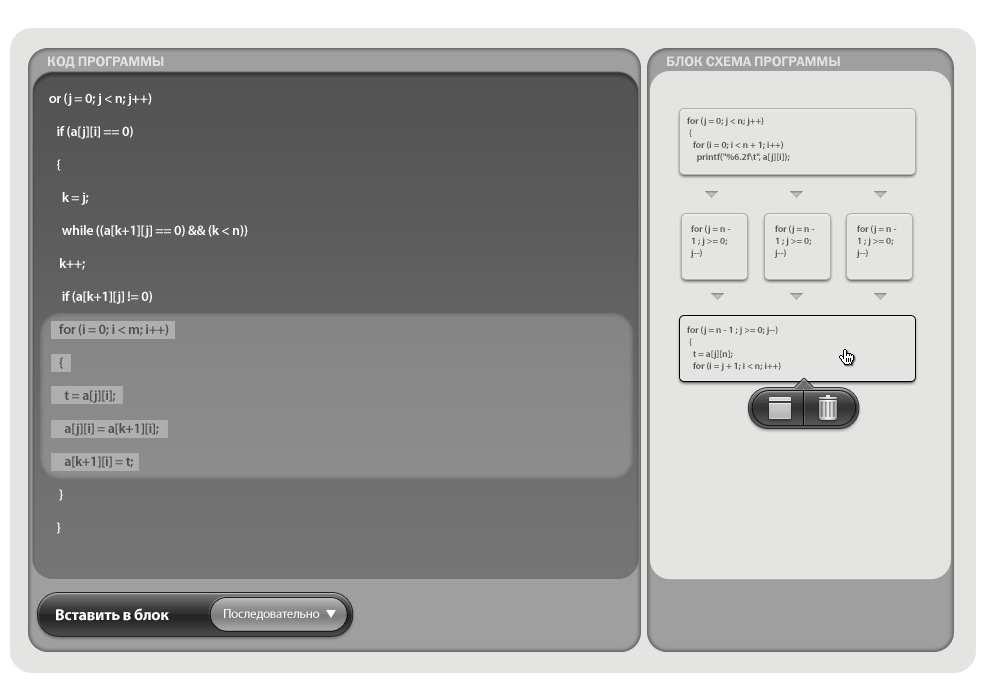 КОД ПРОГРАММЫ
or (j = 0; j < n; j++)
if (a[j][i] == 0)
{
k = j;
while ((a[k+1][j] == 0) && (k < n))
k++;
if (a[k+1][j] != 0)
for (i = 0; i < m; i++)
{
t = a[j][i];
a[j][i] = a[k+1][i];
a[k+1][i] = t;
}
}
Вставить в блок
Последовательно
БЛОК СХЕМА ПРОГРАММЫ
for (j = 0; j < n; j++)
{
for (i = 0; i < n + 1; i++)
printf("%6.2f\t", a[j][i]);
for (j = n -
1 ; j >= 0;
j--)
for (j = n -
1 ; j >= 0;
j--)
for (j = n -
1 ; j >= 0;
j--)
for (j = n - 1 ; j >= 0; j--)
{
t = a[j][n];
for (i = j + 1; i < n; i++)